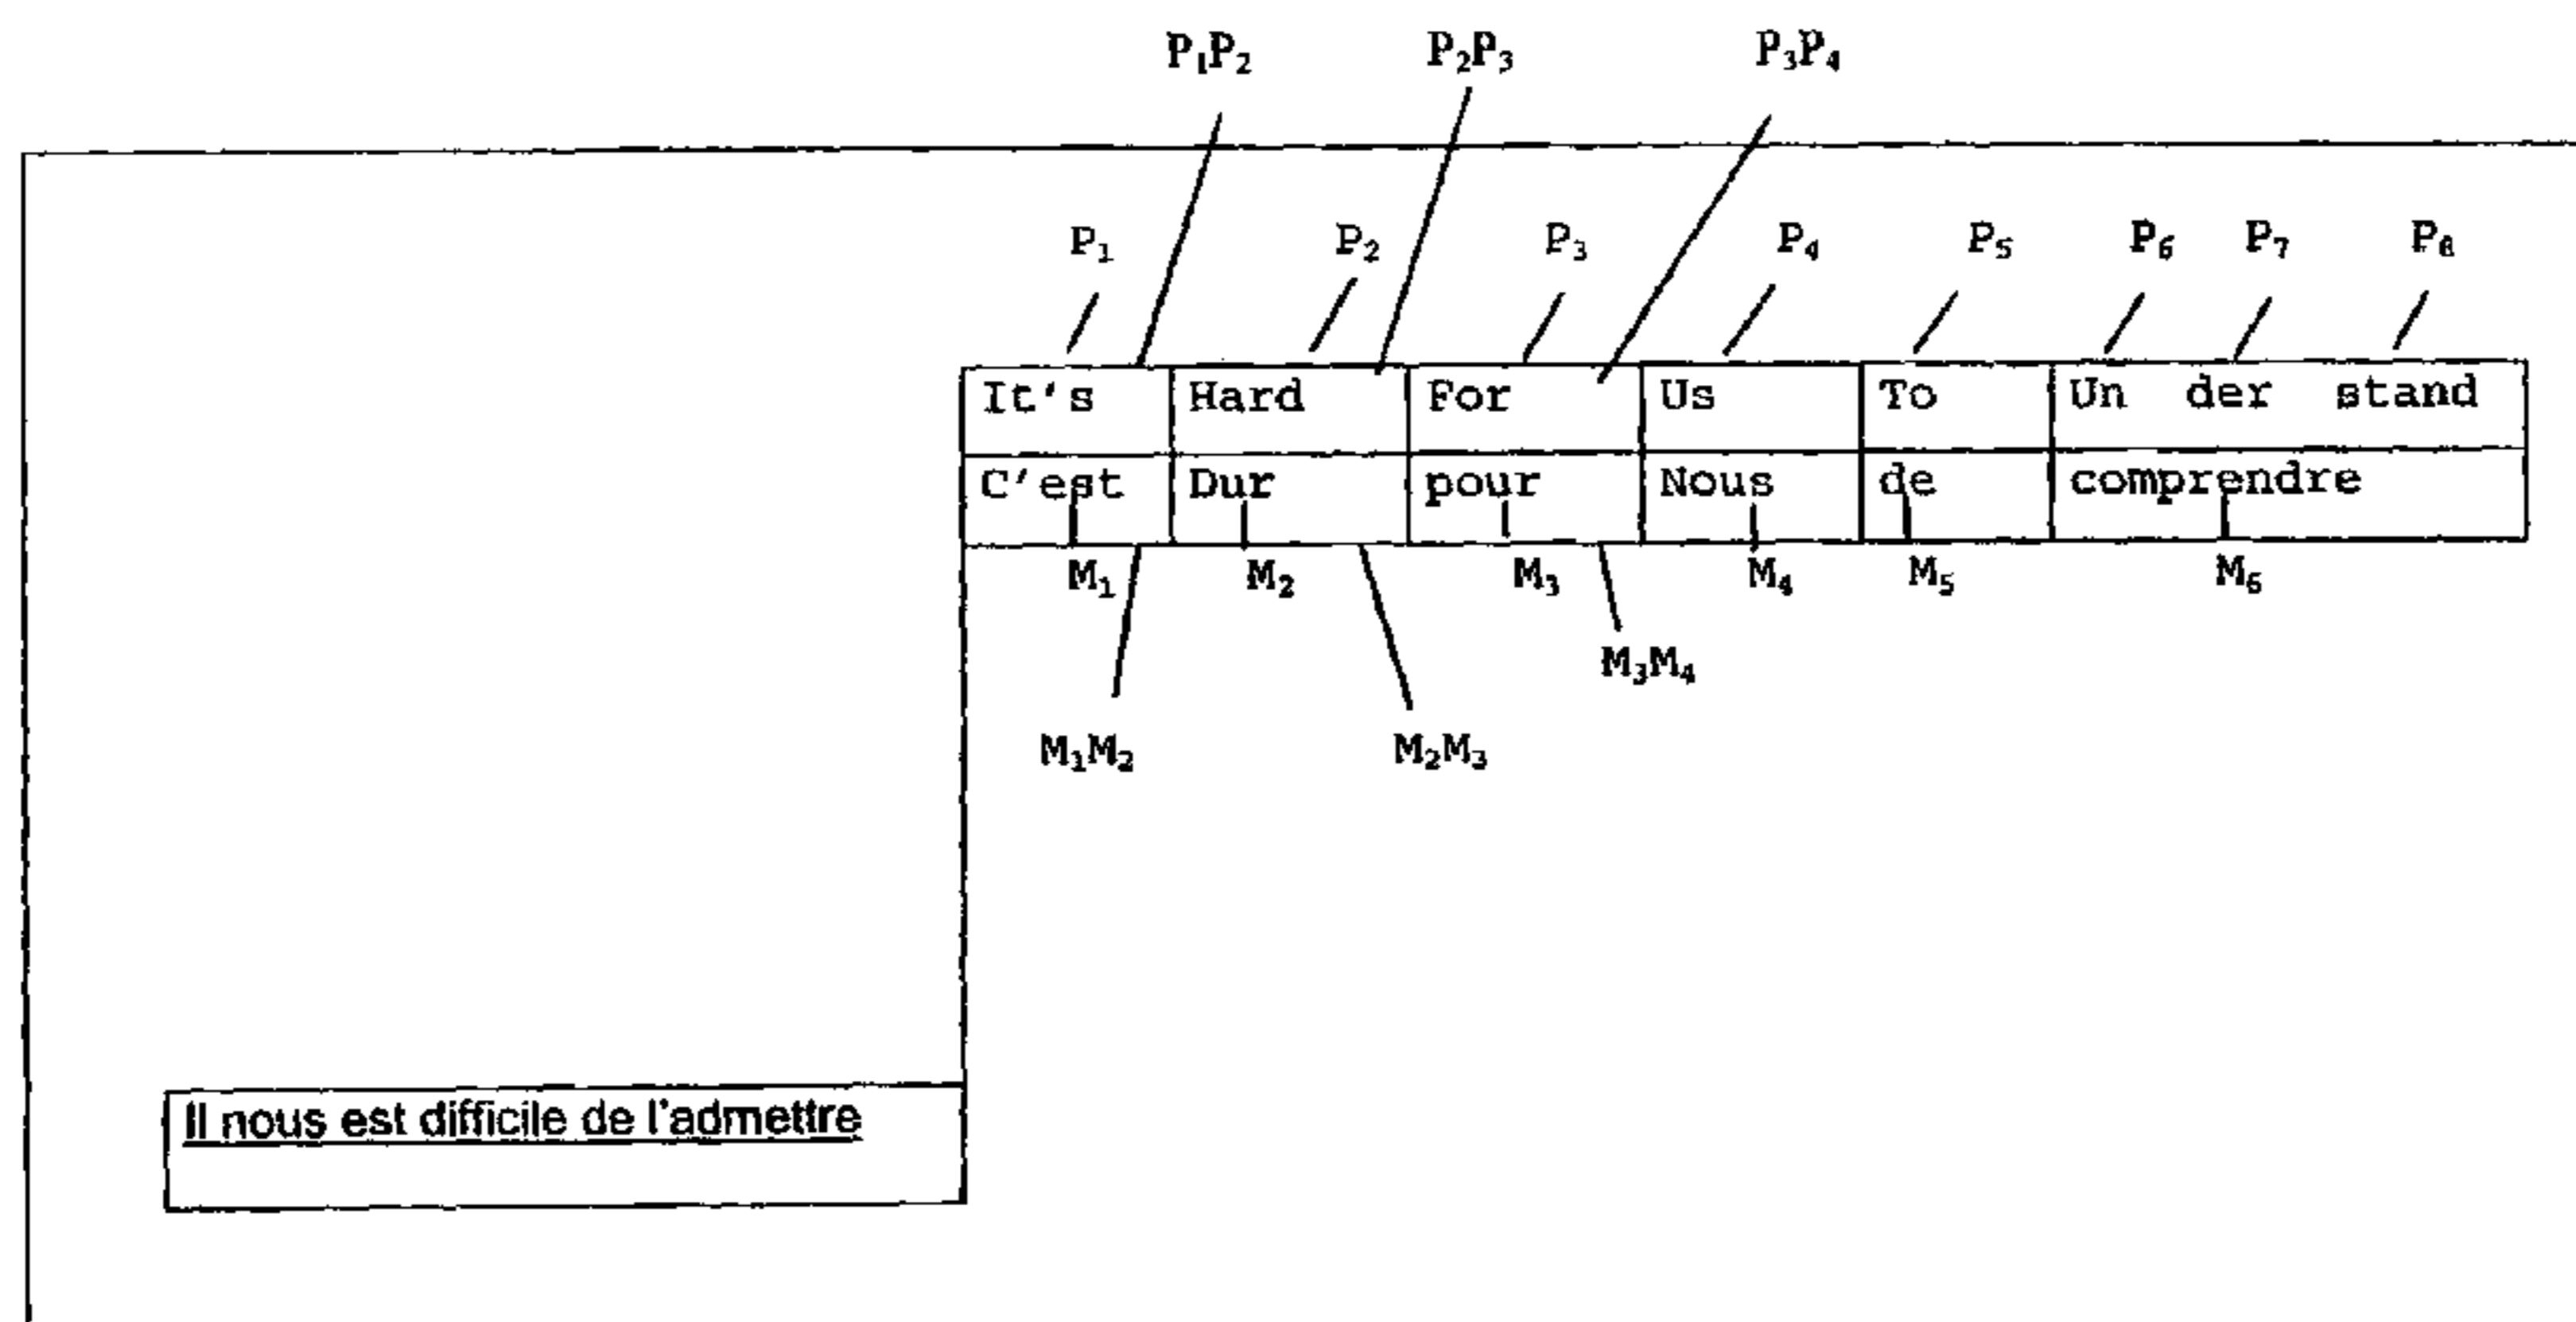 P₁P₂ P₂P₃ P₃P₄
P₁ P₂ P₃ P₄ P₅ P₆ P₇ P₈
It's Hard For Us To Un der stand
C'est Dur pour Nous de comprendre
M₁ M₂ M₃ M₄ M₅ M₆
M₃M₄
M₁M₂ M₂M₃
Il nous est difficile de l'admettre